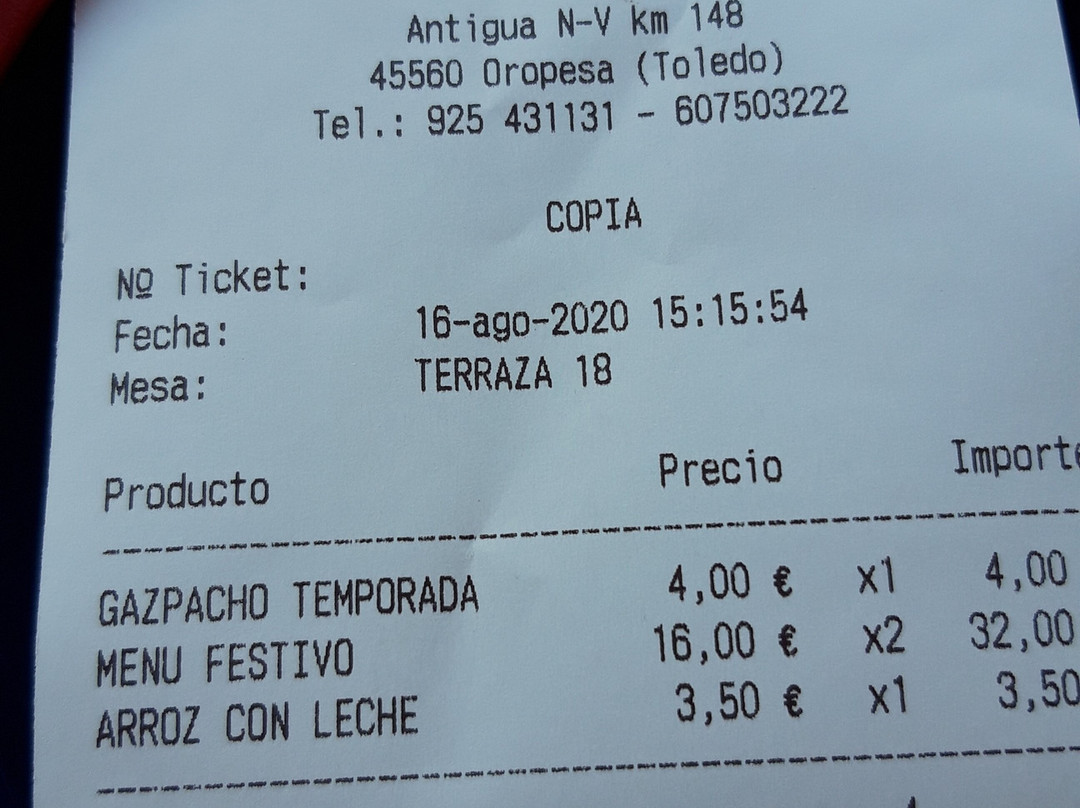 Antigua N-V km 148
45560 Oropesa (Toledo)
Tel.: 925 431131 - 607503222
COPIA
Nº Ticket:
Fecha: 16-ago-2020 15:15:54
Mesa: TERRAZA 18
Producto Precio Importe
GAZPACHO TEMPORADA 4,00 € x1 4,00
MENU FESTIVO 16,00 € x2 32,00
ARROZ CON LECHE 3,50 € x1 3,50